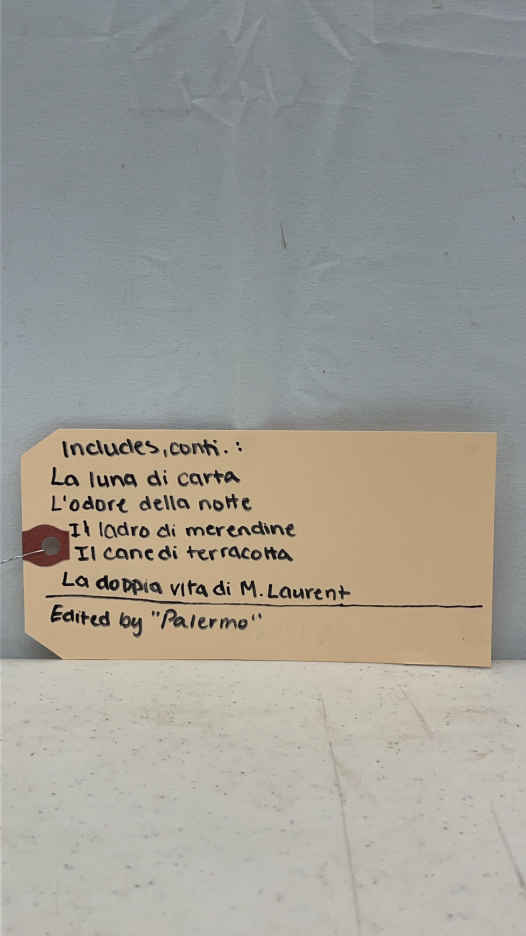 Includes, conti. :
La luna di carta
L'odore della notte
Il ladro di merendine
Il cane di terracotta
La doppia vita di M. Laurent
Edited by "Palermo"